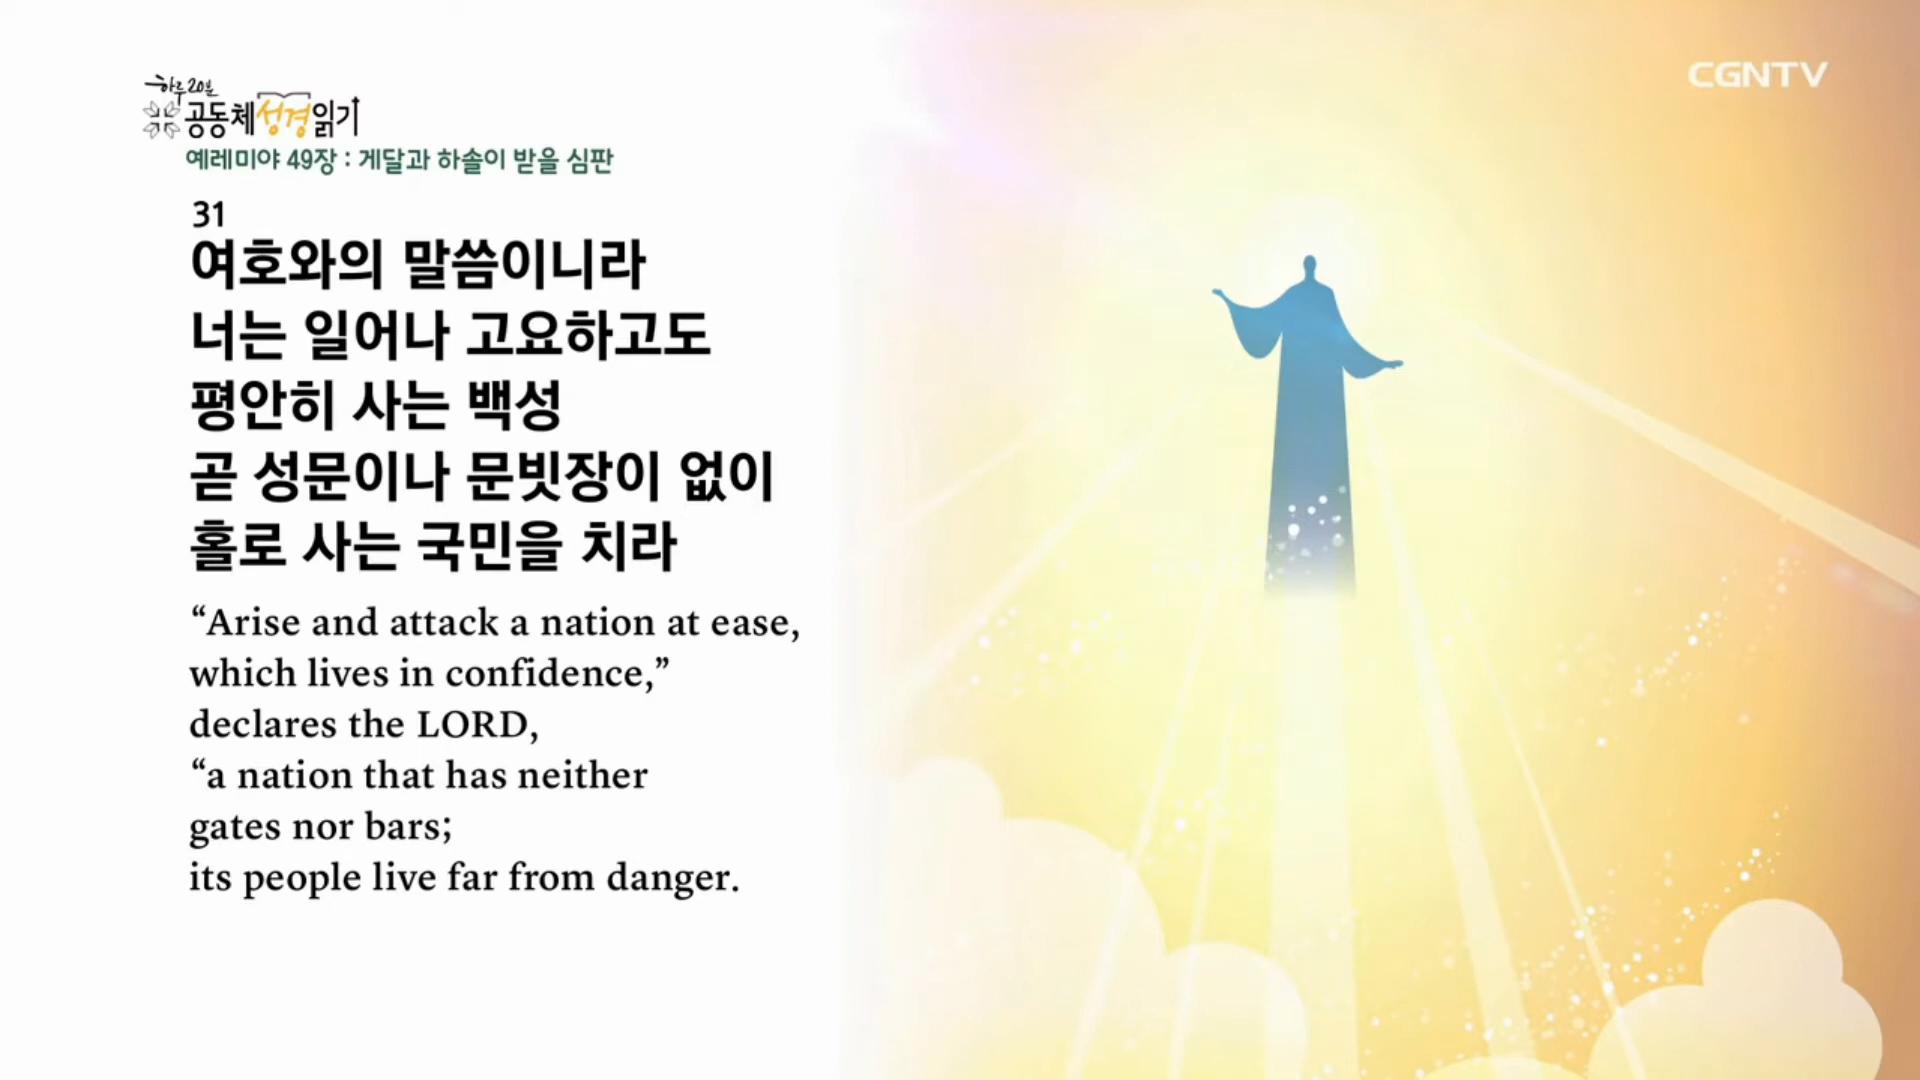 하루 20분
공동체성경읽기
CGNTV
예레미야 49장 : 게달과 하솔이 받을 심판
31
여호와의 말씀이니라
너는 일어나 고요하고도
평안히 사는 백성
곧 성문이나 문빗장이 없이
홀로 사는 국민을 치라
“Arise and attack a nation at ease,
which lives in confidence,”
declares the LORD,
“a nation that has neither
gates nor bars;
its people live far from danger.